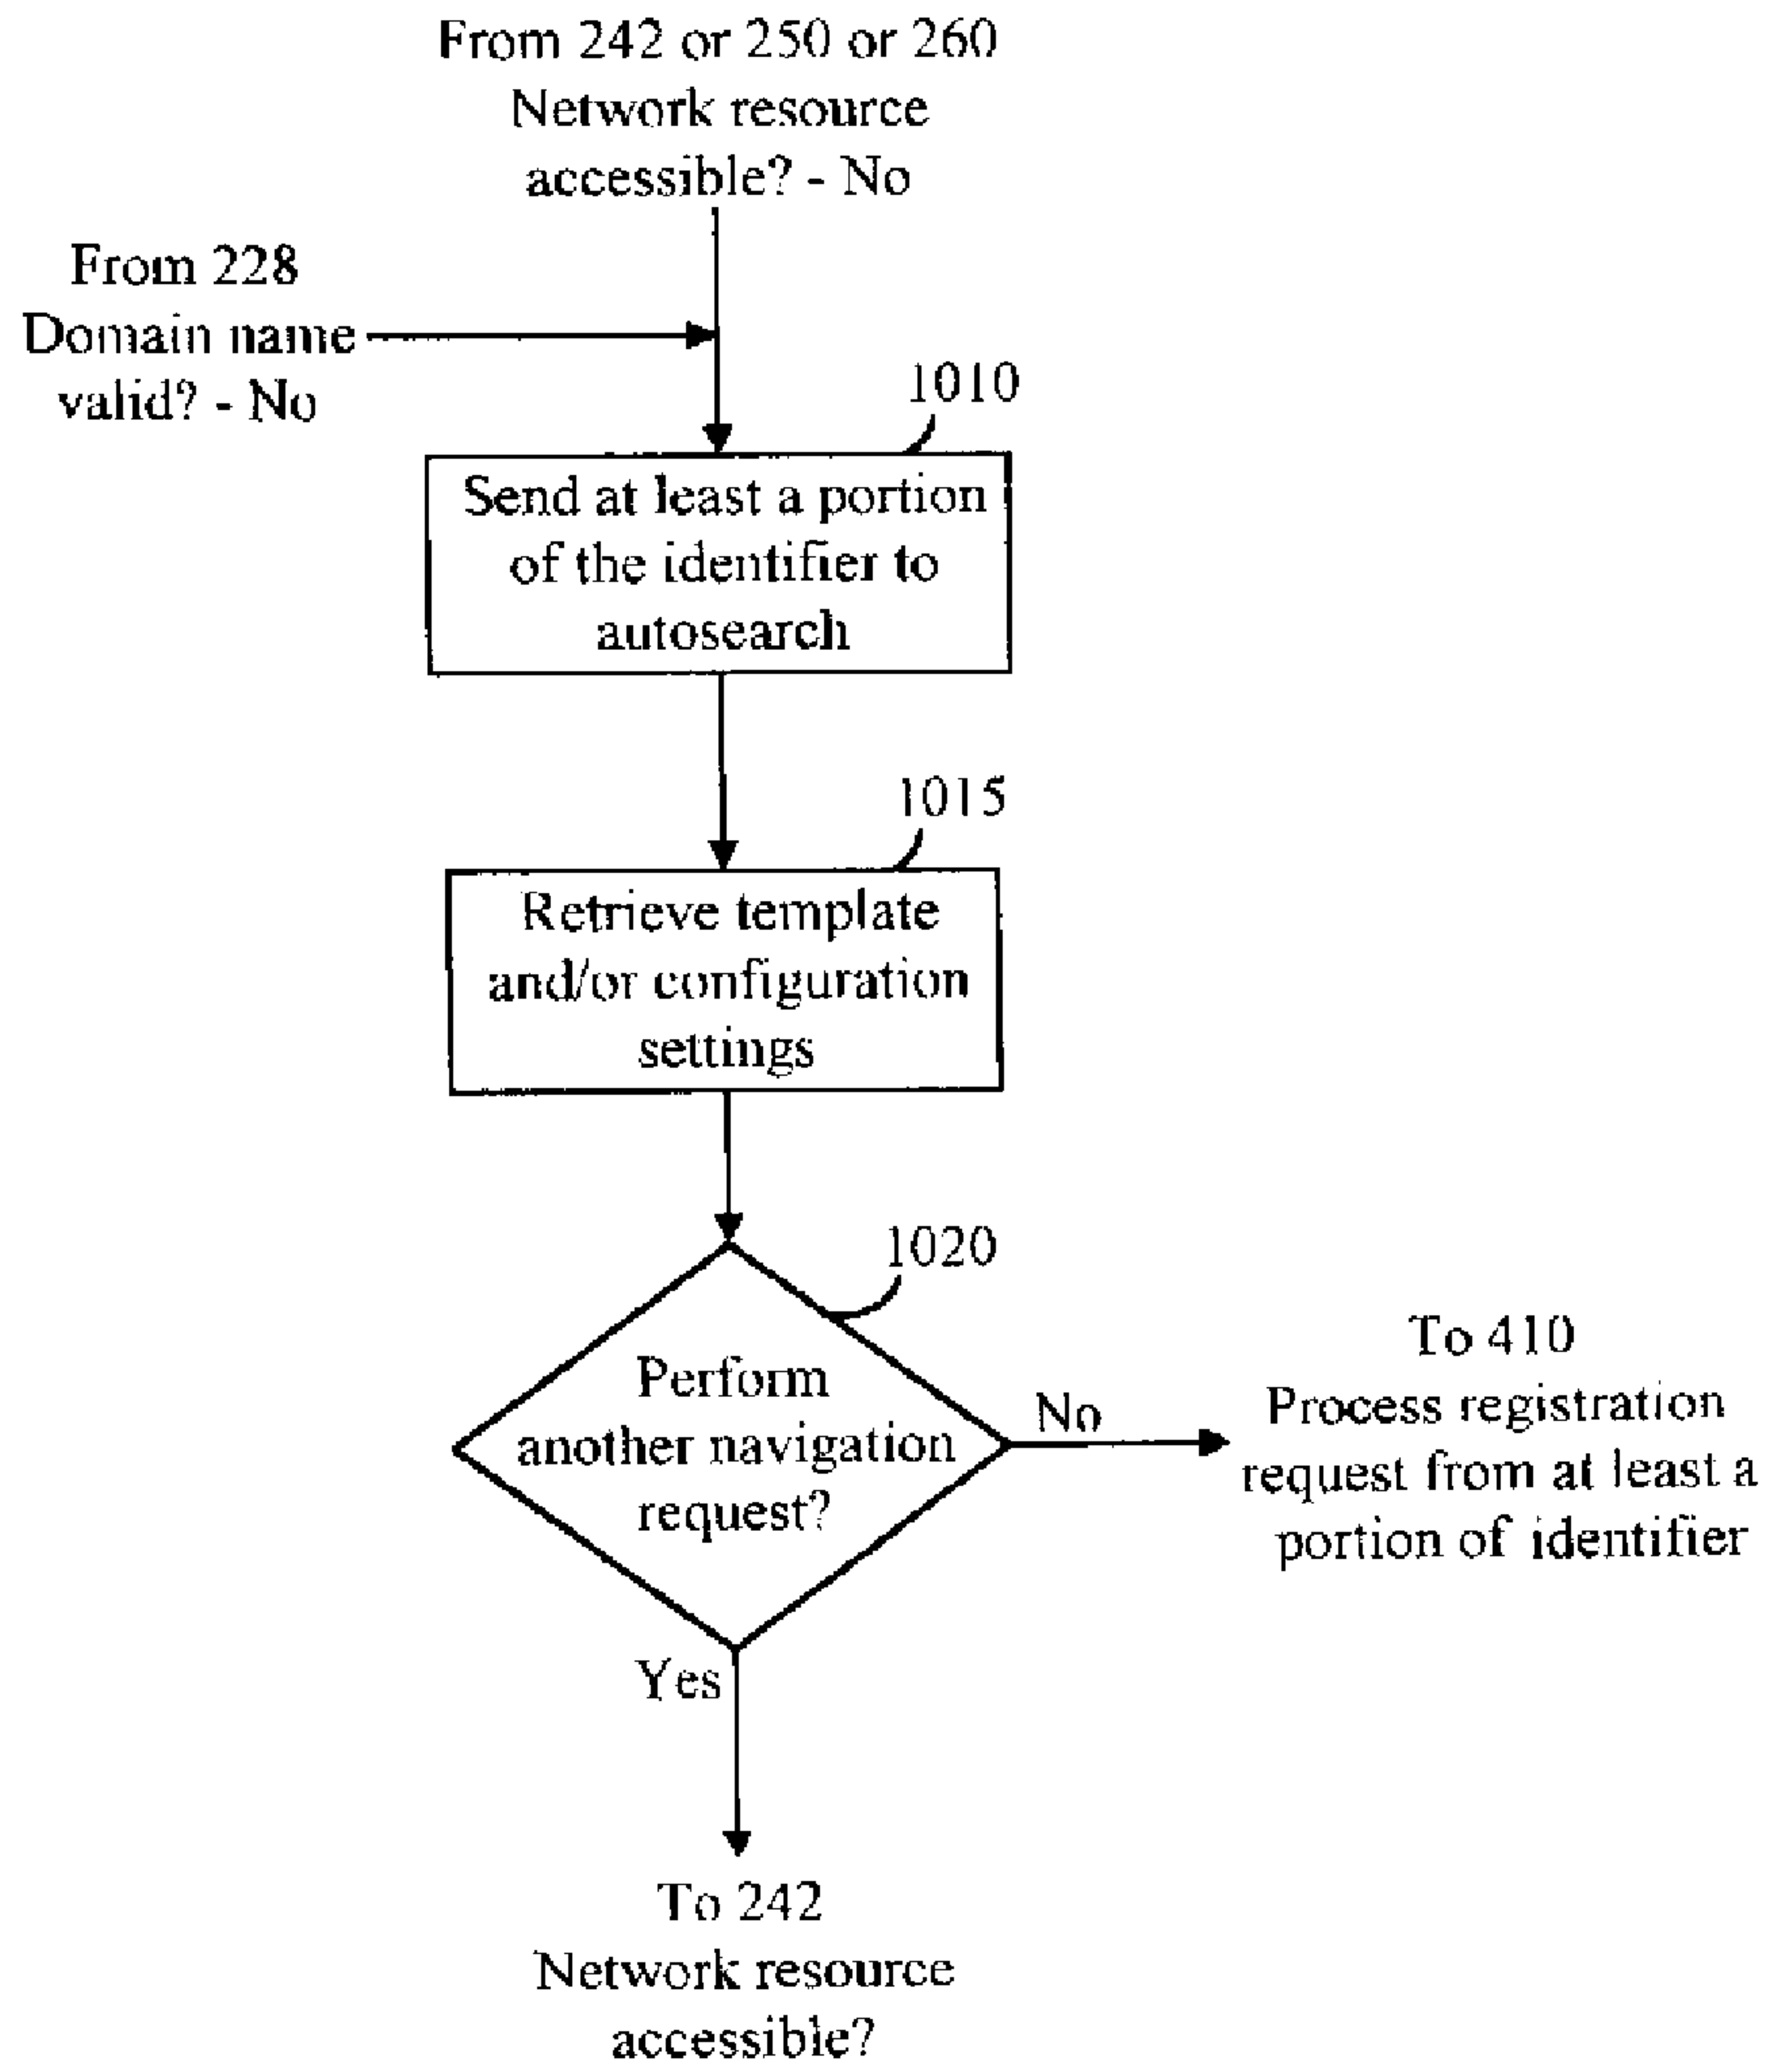 From 242 or 250 or 260
Network resource
accessible? - No
From 228
Domain name
valid? - No
1010
Send at least a portion
of the identifier to
autosearch
1015
Retrieve template
and/or configuration
settings
1020
Perform
another navigation
request?
No
To 410
Process registration
request from at least a
portion of identifier
Yes
To 242
Network resource
accessible?